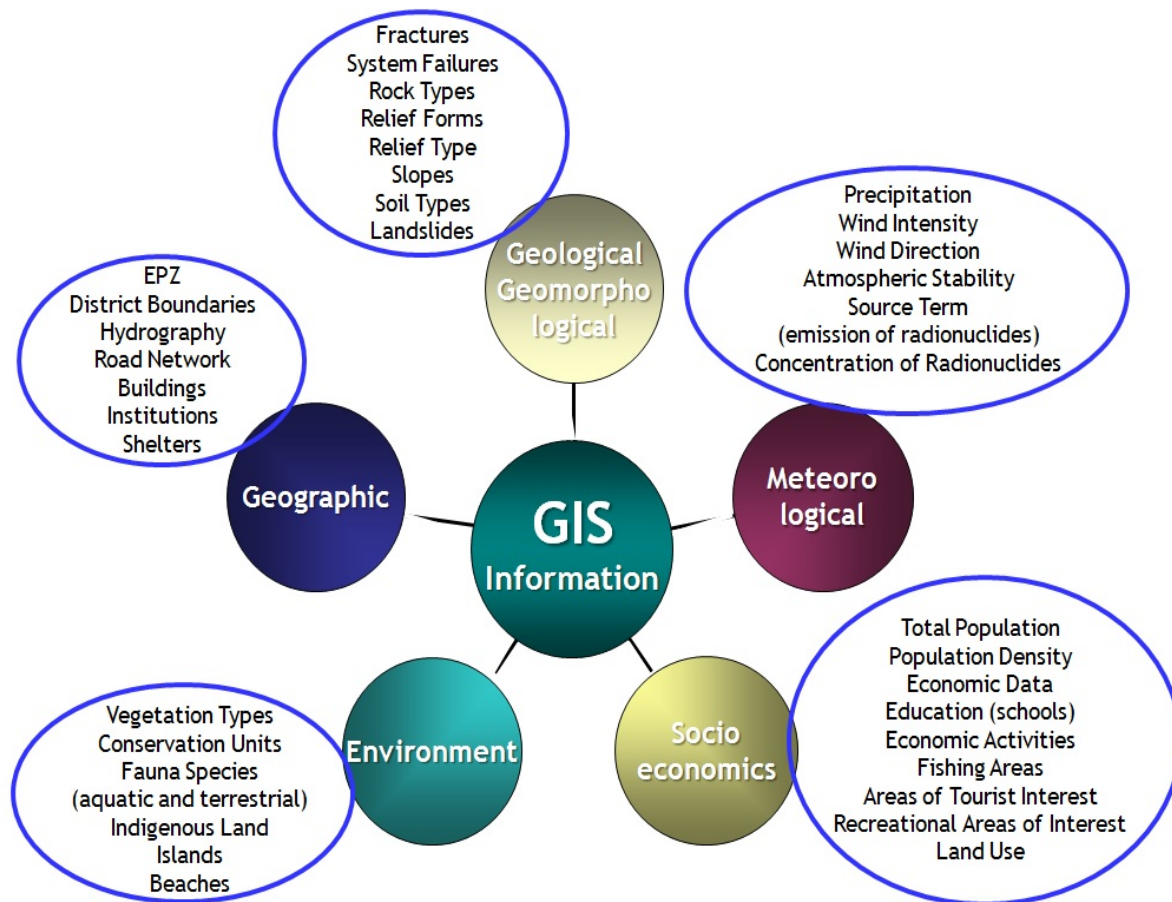 Fractures
System Failures
Rock Types
Relief Forms
Relief Type
Slopes
Soil Types
Landslides
Geological
Geomorpho
logical
Precipitation
Wind Intensity
Wind Direction
Atmospheric Stability
Source Term
(emission of radionuclides)
Concentration of Radionuclides
Meteoro
logical
EPZ
District Boundaries
Hydrography
Road Network
Buildings
Institutions
Shelters
Geographic
GIS
Information
Vegetation Types
Conservation Units
Fauna Species
(aquatic and terrestrial)
Indigenous Land
Islands
Beaches
Environment
Socio
economics
Total Population
Population Density
Economic Data
Education (schools)
Economic Activities
Fishing Areas
Areas of Tourist Interest
Recreational Areas of Interest
Land Use